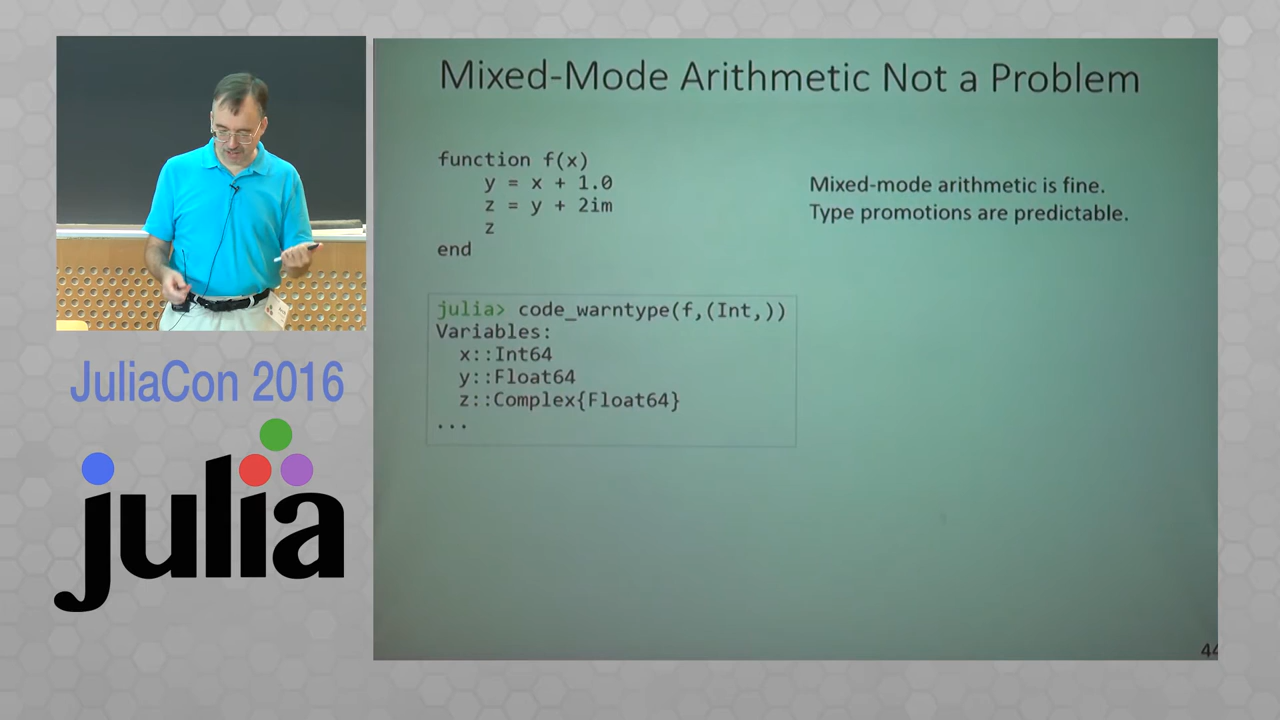 Mixed-Mode Arithmetic Not a Problem
function f(x)
    y = x + 1.0
    z = y + 2im
    z
end
Mixed-mode arithmetic is fine.
Type promotions are predictable.
julia> code_warntype(f,(Int,))
Variables:
  x::Int64
  y::Float64
  z::Complex{Float64}
...
44
JuliaCon 2016
julia